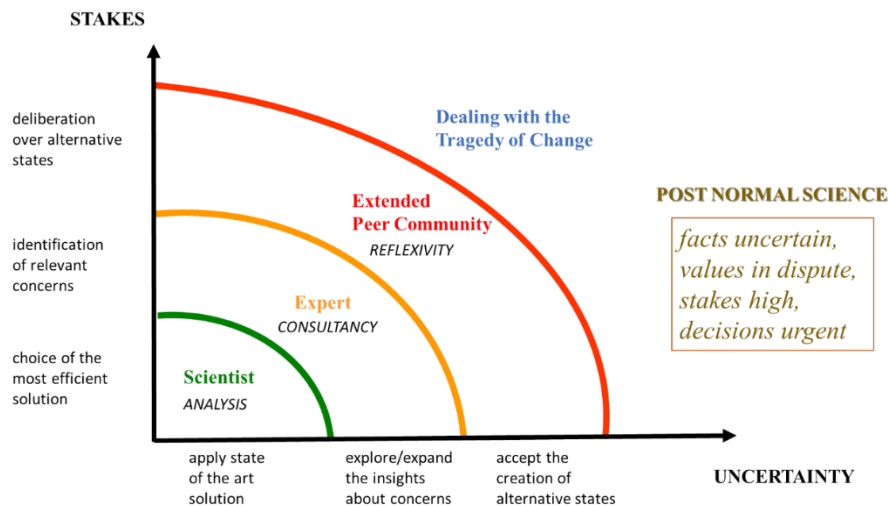 STAKES
deliberation
over alternative
states
identification
of relevant
concerns
choice of the
most efficient
solution
Dealing with the
Tragedy of Change
Extended
Peer Community
REFLEXIVITY
Expert
CONSULTANCY
Scientist
ANALYSIS
POST NORMAL SCIENCE
facts uncertain,
values in dispute,
stakes high,
decisions urgent
apply state
of the art
solution
explore/expand
the insights
about concerns
accept the
creation of
alternative states
UNCERTAINTY